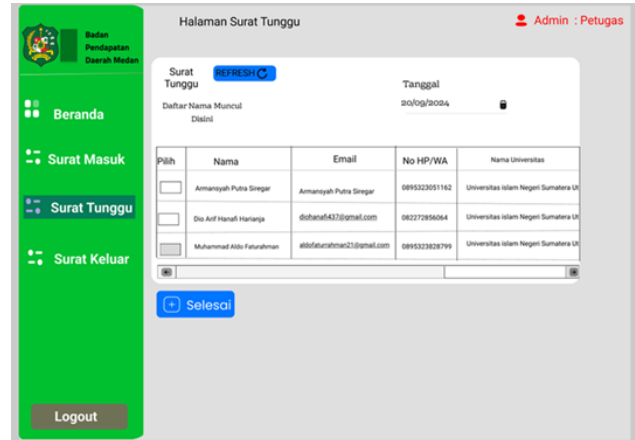 Badan
Pendapatan
Daerah Medan
Halaman Surat Tunggu
Admin : Petugas
Beranda
Surat Masuk
Surat Tunggu
Surat Keluar
Logout
Surat
Tunggu
REFRESH
Tanggal
Daftar Nama Muncul
Disini
20/09/2024
Pilih Nama Email No HP/WA Nama Universitas
Armansyah Putra Siregar Armansyah Putra Siregar 0895323051162 Universitas islam Negeri Sumatera Ut
Dio Arif Hanafi Harianja diohanafi437@gmail.com 082272856064 Universitas islam Negeri Sumatera Ut
Muhammad Aldo Faturahman aldofaturahman21@gmail.com 0895323828799 Universitas islam Negeri Sumatera Ut
Selesai